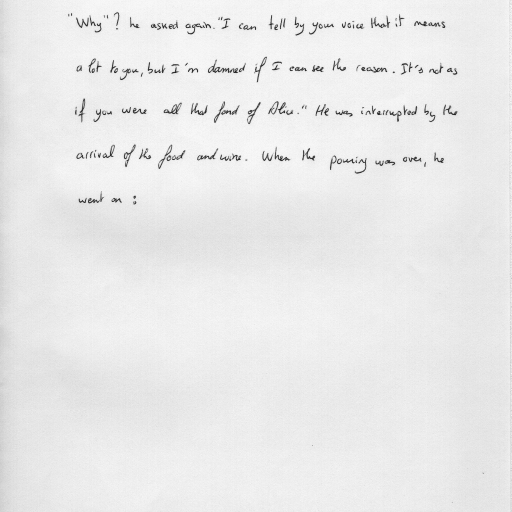 "Why"? he asked again. "I can tell by your voice that it means
a lot to you, but I'm damned if I can see the reason. It's not as
if you were all that fond of Alice." He was interrupted by the
arrival of the food and wine. When the pouring was over, he
went on :